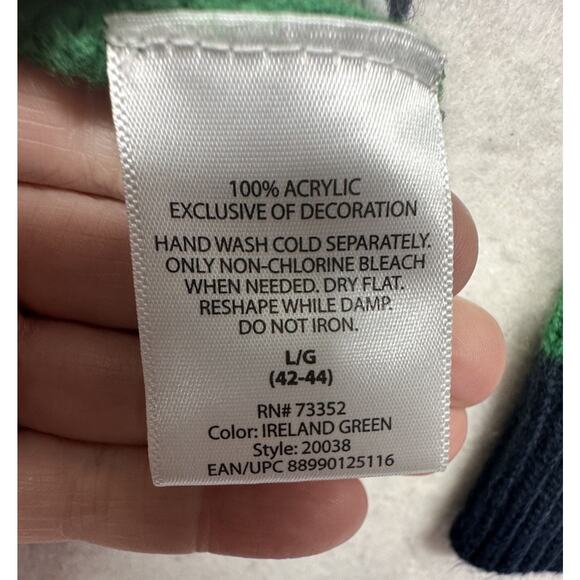 100% ACRYLIC
EXCLUSIVE OF DECORATION
HAND WASH COLD SEPARATELY.
ONLY NON-CHLORINE BLEACH
WHEN NEEDED. DRY FLAT.
RESHAPE WHILE DAMP.
DO NOT IRON.
L/G
(42-44)
RN# 73352
Color: IRELAND GREEN
Style: 20038
EAN/UPC 88990125116